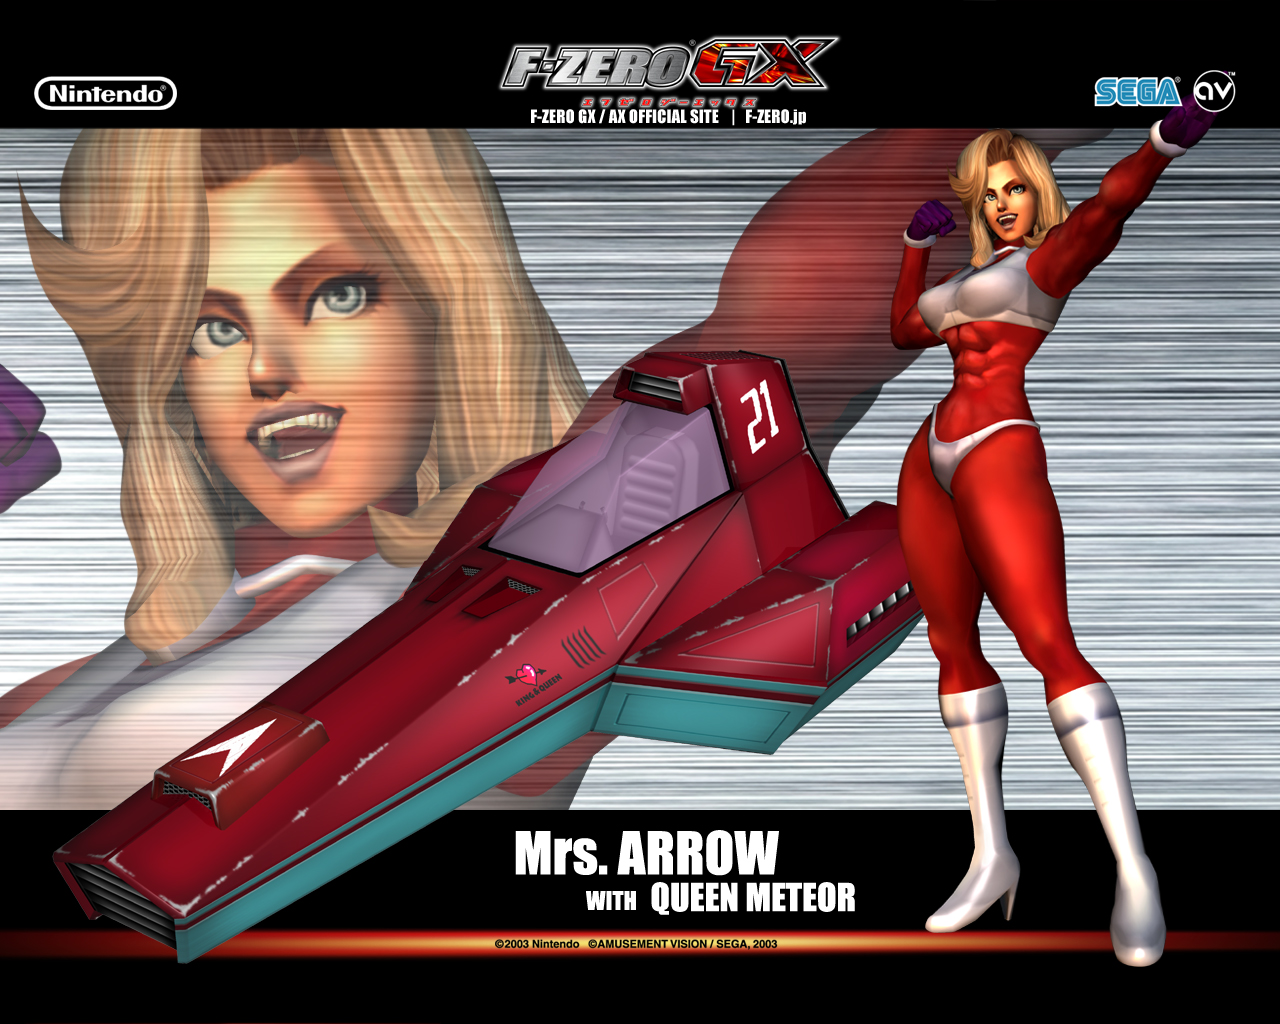 Nintendo®
F-ZERO® GX
エフゼロ ジーエックス
F-ZERO GX / AX OFFICIAL SITE | F-ZERO.jp
SEGA® av™
21
KING & QUEEN
Mrs. ARROW
WITH QUEEN METEOR
©2003 Nintendo ©AMUSEMENT VISION / SEGA, 2003